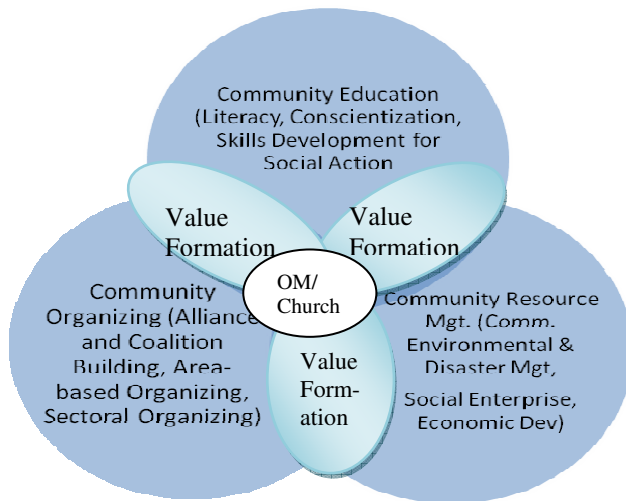 Community Education
(Literacy, Conscientization,
Skills Development for
Social Action
Value
Formation
Value
Formation
OM/
Church
Community
Organizing (Alliance
and Coalition
Building, Area-
based Organizing,
Sectoral Organizing)
Community Resource
Mgt. (Comm.
Environmental &
Disaster Mgt,
Social Enterprise,
Economic Dev)
Value
Form-
ation